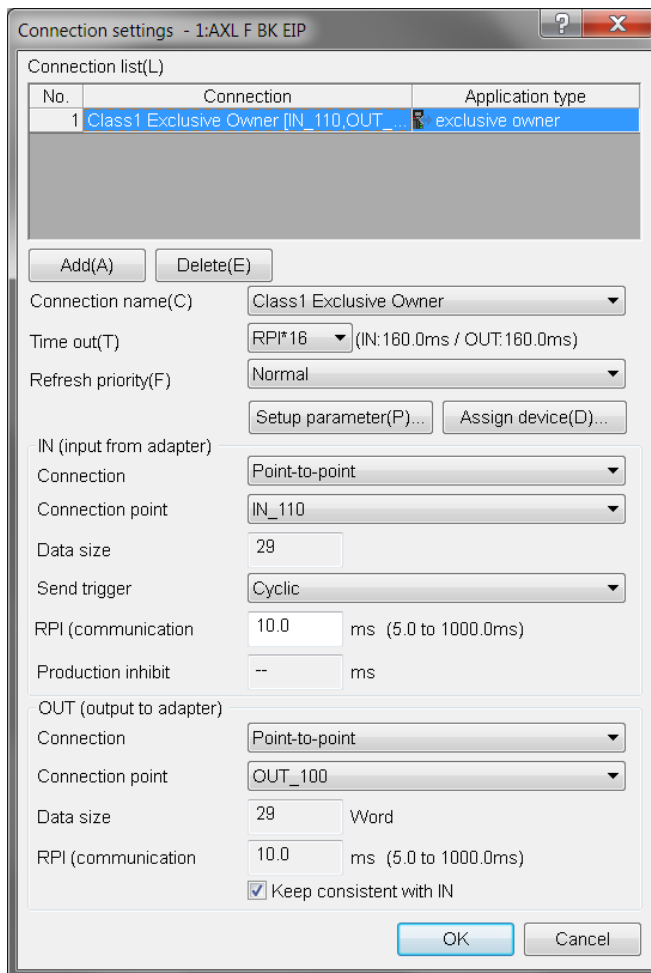 Connection settings - 1:AXL F BK EIP
Connection list(L)
No. Connection Application type
1 Class1 Exclusive Owner [IN_110,OUT_... exclusive owner
Add(A) Delete(E)
Connection name(C) Class1 Exclusive Owner
Time out(T) RPI*16 (IN:160.0ms / OUT:160.0ms)
Refresh priority(F) Normal
Setup parameter(P)... Assign device(D)...
IN (input from adapter)
Connection Point-to-point
Connection point IN_110
Data size 29
Send trigger Cyclic
RPI (communication 10.0 ms (5.0 to 1000.0ms)
Production inhibit -- ms
OUT (output to adapter)
Connection Point-to-point
Connection point OUT_100
Data size 29 Word
RPI (communication 10.0 ms (5.0 to 1000.0ms)
Keep consistent with IN
OK Cancel